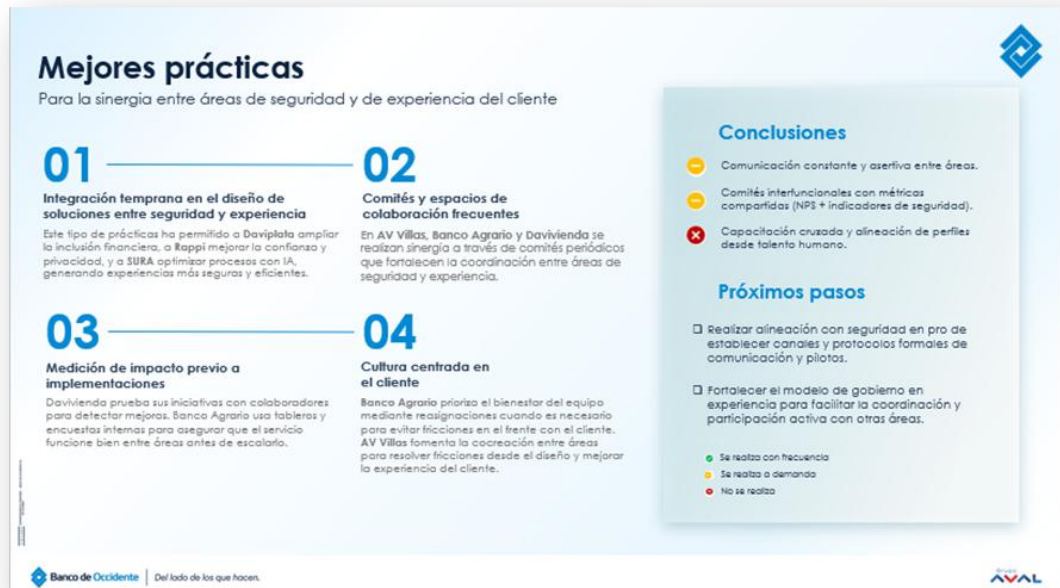 Mejores prácticas
Para la sinergia entre áreas de seguridad y de experiencia del cliente
01
Integración temprana en el diseño de
soluciones entre seguridad y experiencia
Este tipo de prácticas ha permitido a Daviplata ampliar
la inclusión financiera, a Rappi mejorar la confianza y
privacidad, y a SURA optimizar procesos con IA,
generando experiencias más seguras y eficientes.
02
Comités y espacios de
colaboración frecuentes
En AV Villas, Banco Agrario y Davivienda se
realizan sinergia a través de comités periódicos
que fortalecen la coordinación entre áreas de
seguridad y experiencia.
03
Medición de impacto previo a
implementaciones
Davivienda prueba sus iniciativas con colaboradores
para detectar mejoras. Banco Agrario usa tableros y
encuestas internas para asegurar que el servicio
funcione bien entre áreas antes de escalarlo.
04
Cultura centrada en
el cliente
Banco Agrario prioriza el bienestar del equipo
mediante reasignaciones cuando es necesario
para evitar fricciones en el frente con el cliente.
AV Villas fomenta la cocreación entre áreas
para resolver fricciones desde el diseño y mejorar
la experiencia del cliente.
Conclusiones
Comunicación constante y asertiva entre áreas.
Comités interfuncionales con métricas
compartidas (NPS + indicadores de seguridad).
Capacitación cruzada y alineación de perfiles
desde talento humano.
Próximos pasos
Realizar alineación con seguridad en pro de
establecer canales y protocolos formales de
comunicación y pilotos.
Fortalecer el modelo de gobierno en
experiencia para facilitar la coordinación y
participación activa con otras áreas.
Se realiza con frecuencia
Se realiza a demanda
No se realiza
Banco de Occidente
Del lado de los que hacen.
Grupo
AVAL